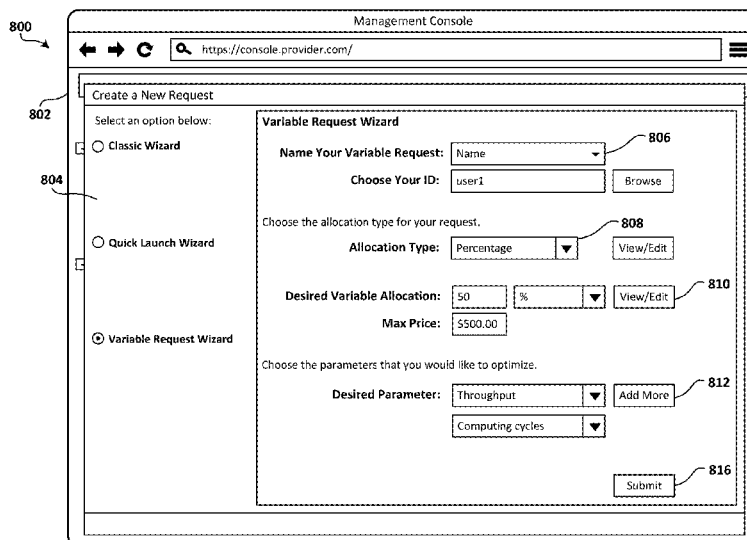 Management Console
800
https://console.provider.com/
802
Create a New Request
Select an option below:
Variable Request Wizard
Classic Wizard
Name Your Variable Request: Name
806
Choose Your ID: user1 Browse
804
Choose the allocation type for your request.
808
Quick Launch Wizard
Allocation Type: Percentage View/Edit
Desired Variable Allocation: 50 % View/Edit
810
Max Price: $500.00
Variable Request Wizard
Choose the parameters that you would like to optimize.
812
Desired Parameter: Throughput Add More
Computing cycles
Submit
816